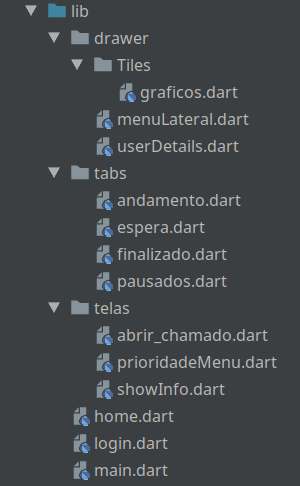 lib
drawer
Tiles
graficos.dart
menuLateral.dart
userDetails.dart
tabs
andamento.dart
espera.dart
finalizado.dart
pausados.dart
telas
abrir_chamado.dart
prioridadeMenu.dart
showInfo.dart
home.dart
login.dart
main.dart